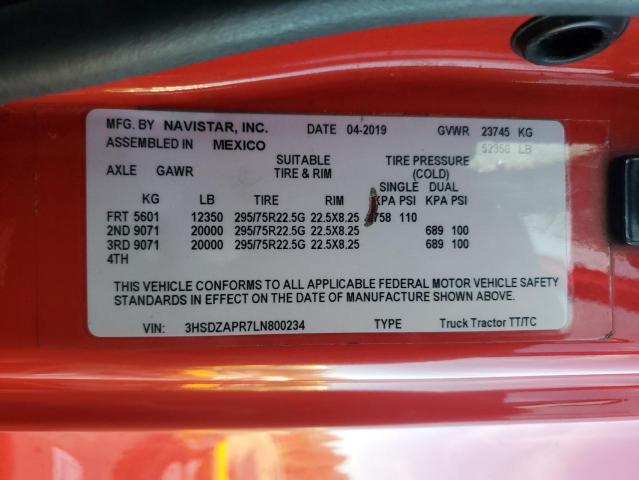 MFG. BY NAVISTAR, INC. DATE 04-2019 GVWR 23745 KG
ASSEMBLED IN MEXICO LB
SUITABLE TIRE PRESSURE
AXLE GAWR TIRE & RIM (COLD)
SINGLE DUAL
KG LB TIRE RIM KPA PSI KPA PSI
FRT 5601 12350 295/75R22.5G 22.5X8.25 758 110
2ND 9071 20000 295/75R22.5G 22.5X8.25 689 100
3RD 9071 20000 295/75R22.5G 22.5X8.25 689 100
4TH
THIS VEHICLE CONFORMS TO ALL APPLICABLE FEDERAL MOTOR VEHICLE SAFETY
STANDARDS IN EFFECT ON THE DATE OF MANUFACTURE SHOWN ABOVE.
VIN: 3HSDZAPR7LN800234 TYPE Truck Tractor TT/TC